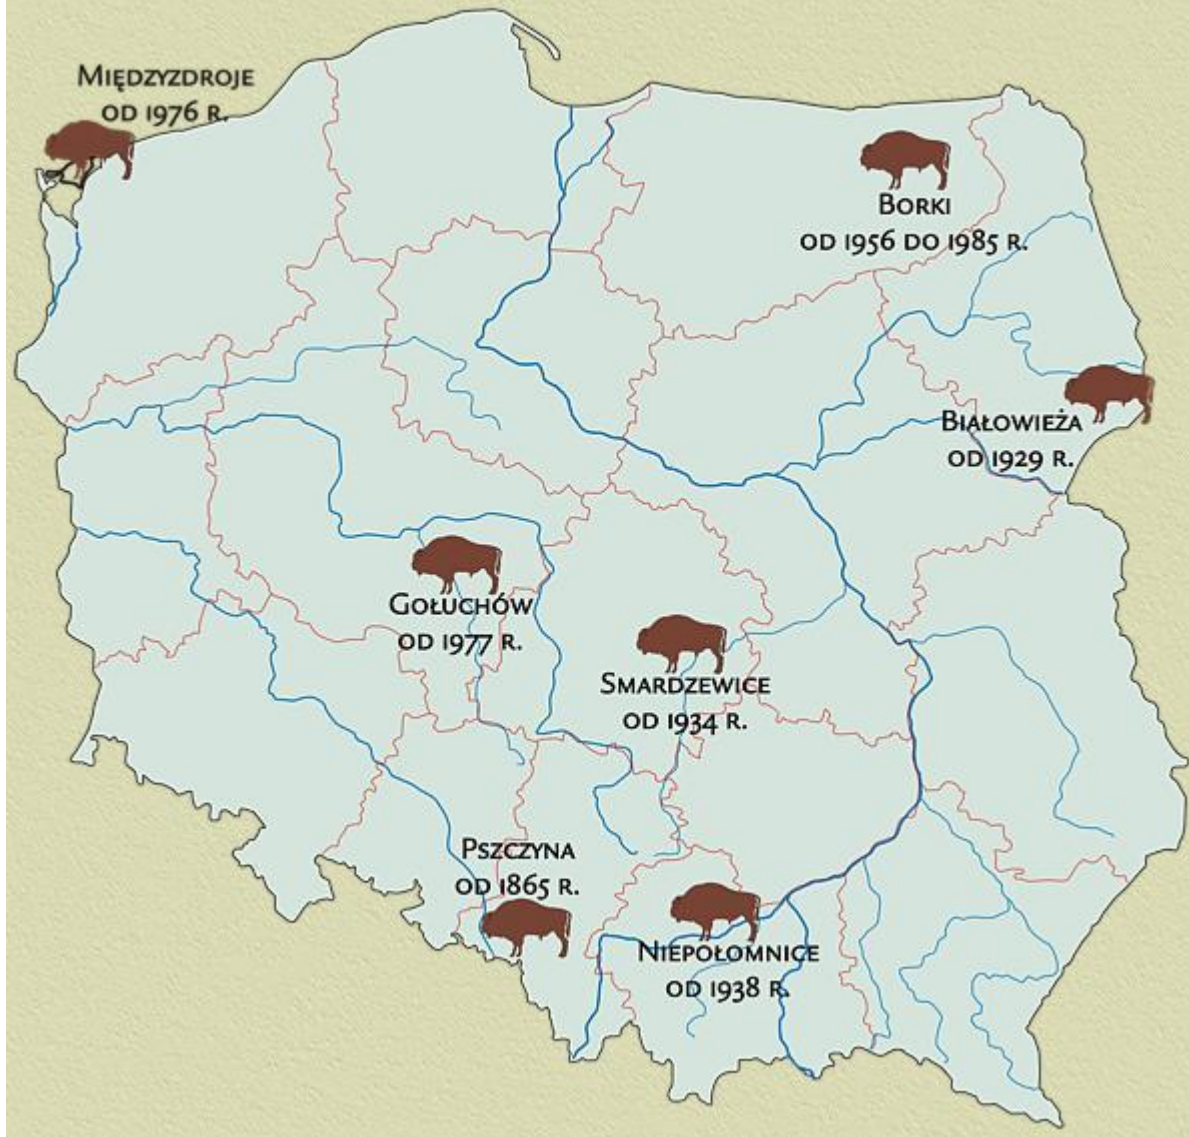 Międzyzdroje
od 1976 r.
Borki
od 1956 do 1985 r.
Białowieża
od 1929 r.
Gołuchów
od 1977 r.
Smardzewice
od 1934 r.
Pszczyna
od 1865 r.
Niepołomnice
od 1938 r.